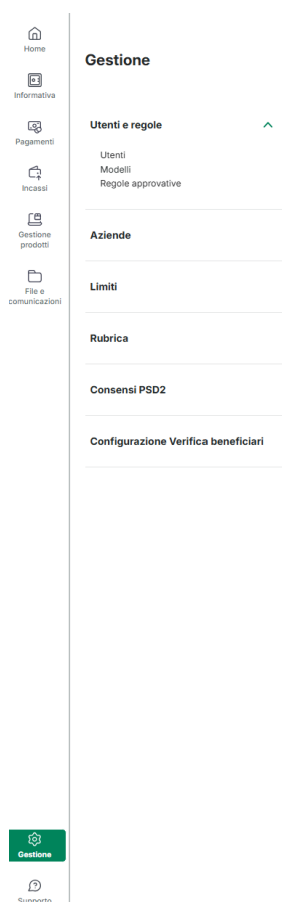 Home
Informativa
Pagamenti
Incassi
Gestione
prodotti
File e
comunicazioni
Gestione
Supporto
Gestione
Utenti e regole
Utenti
Modelli
Regole approvative
Aziende
Limiti
Rubrica
Consensi PSD2
Configurazione Verifica beneficiari